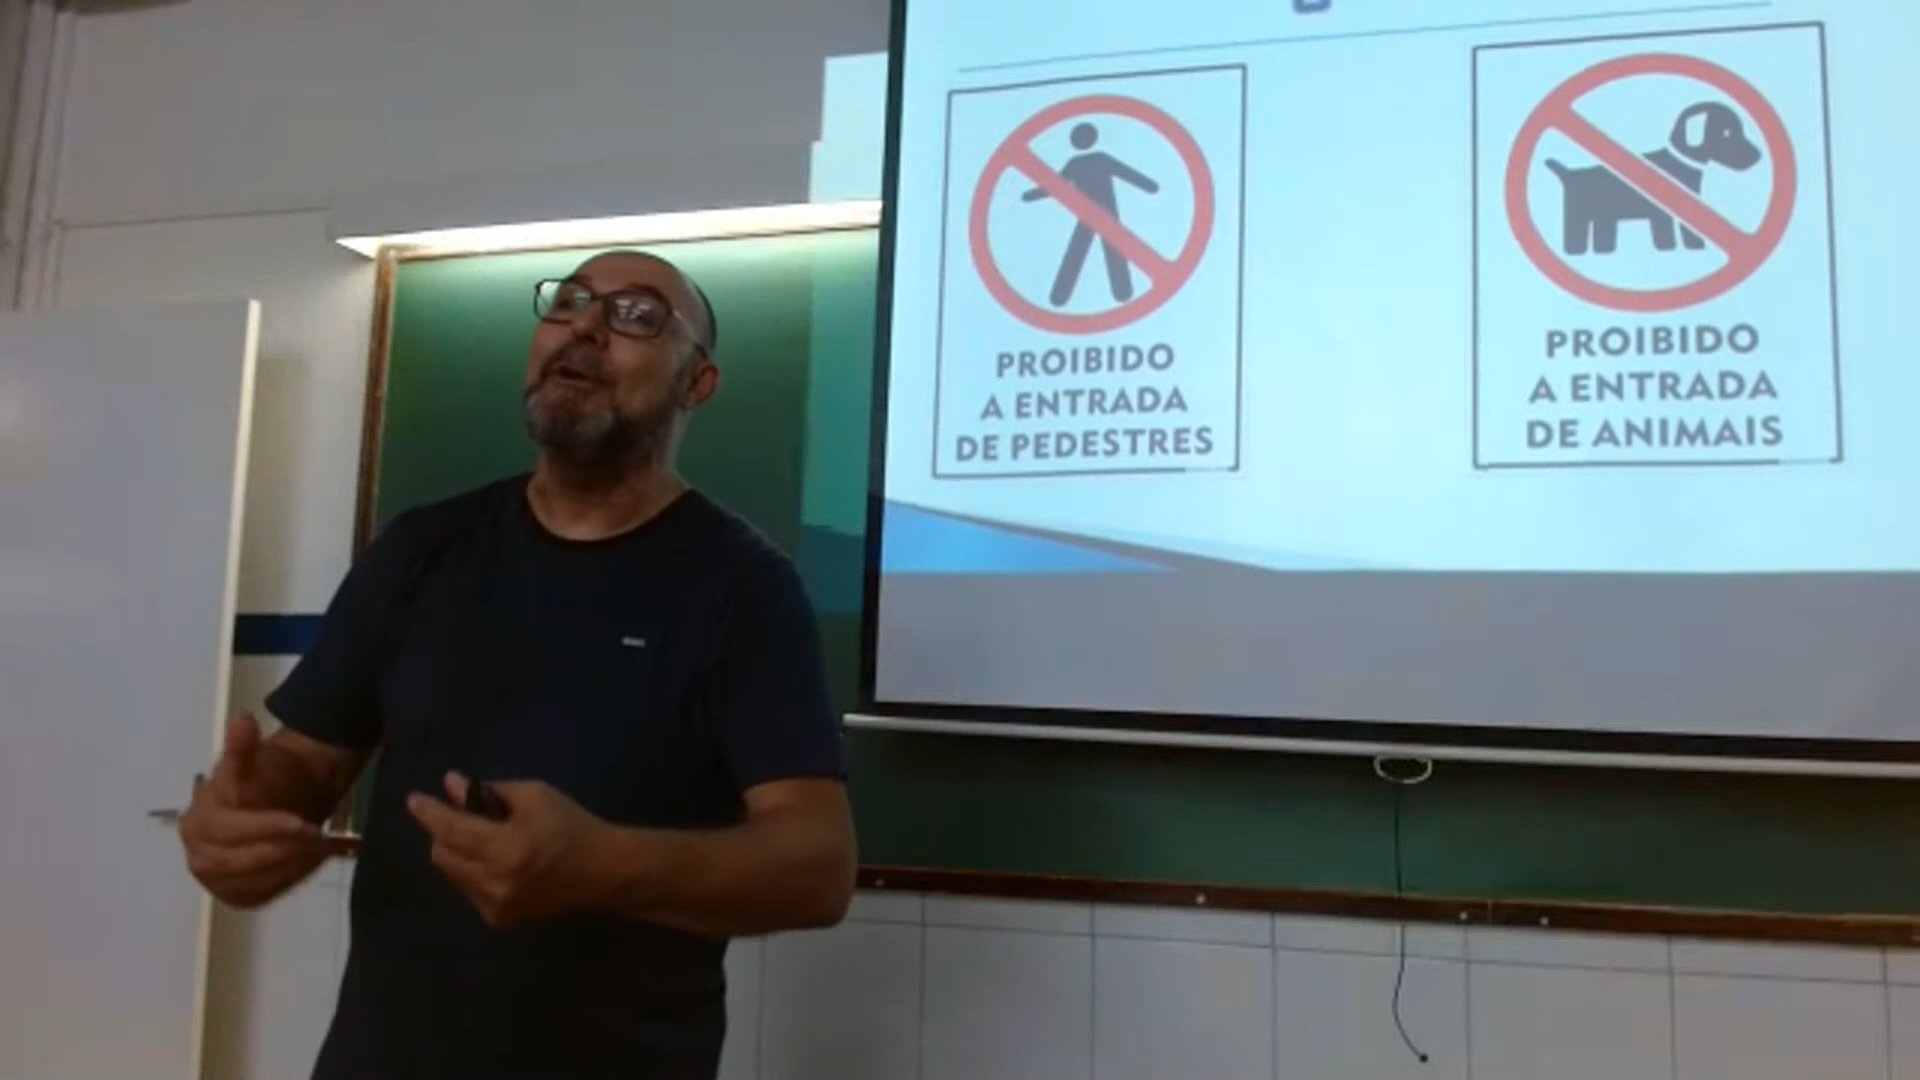 PROIBIDO
A ENTRADA
DE PEDESTRES
PROIBIDO
A ENTRADA
DE ANIMAIS